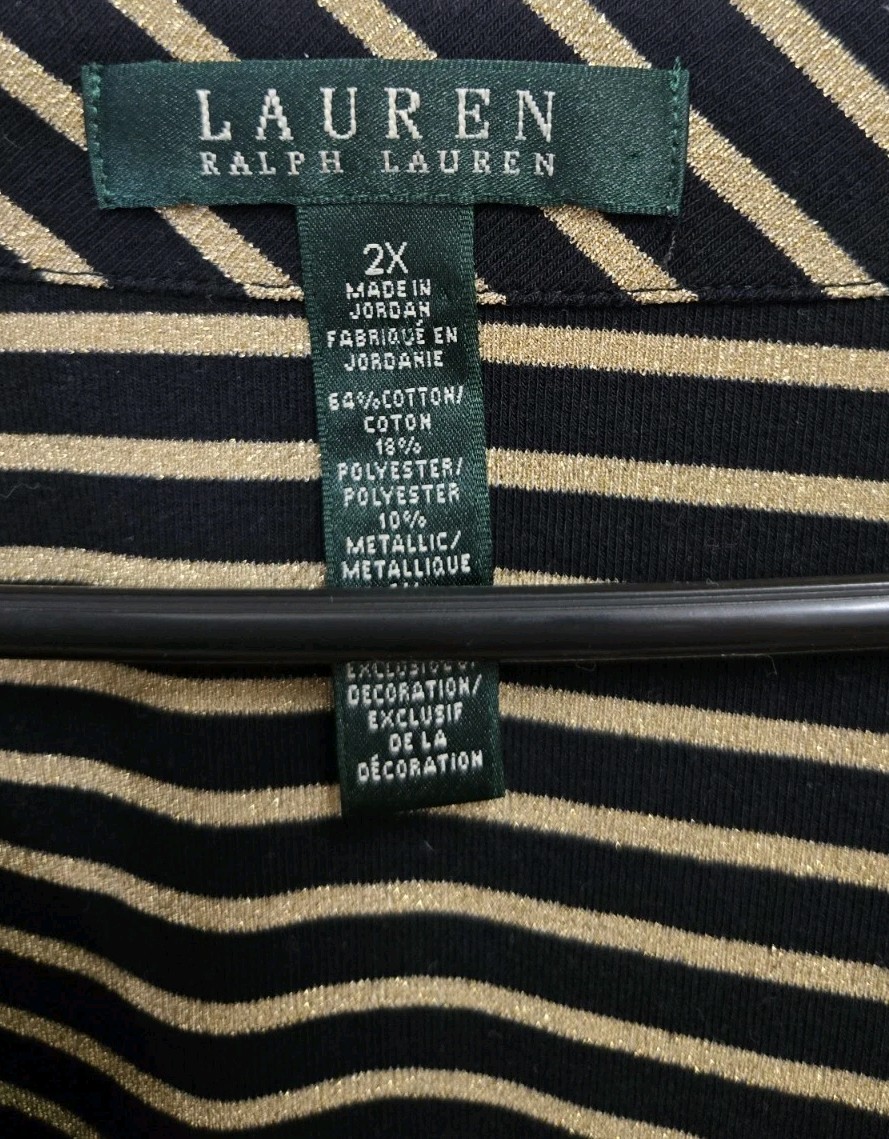 LAUREN
RALPH LAUREN
2X
MADE IN
JORDAN
FABRIQUÉ EN
JORDANIE
64% COTTON/
COTON
18%
POLYESTER/
POLYESTER
10%
METALLIC/
METALLIQUE
DECORATION/
EXCLUSIF
DE LA
DÉCORATION